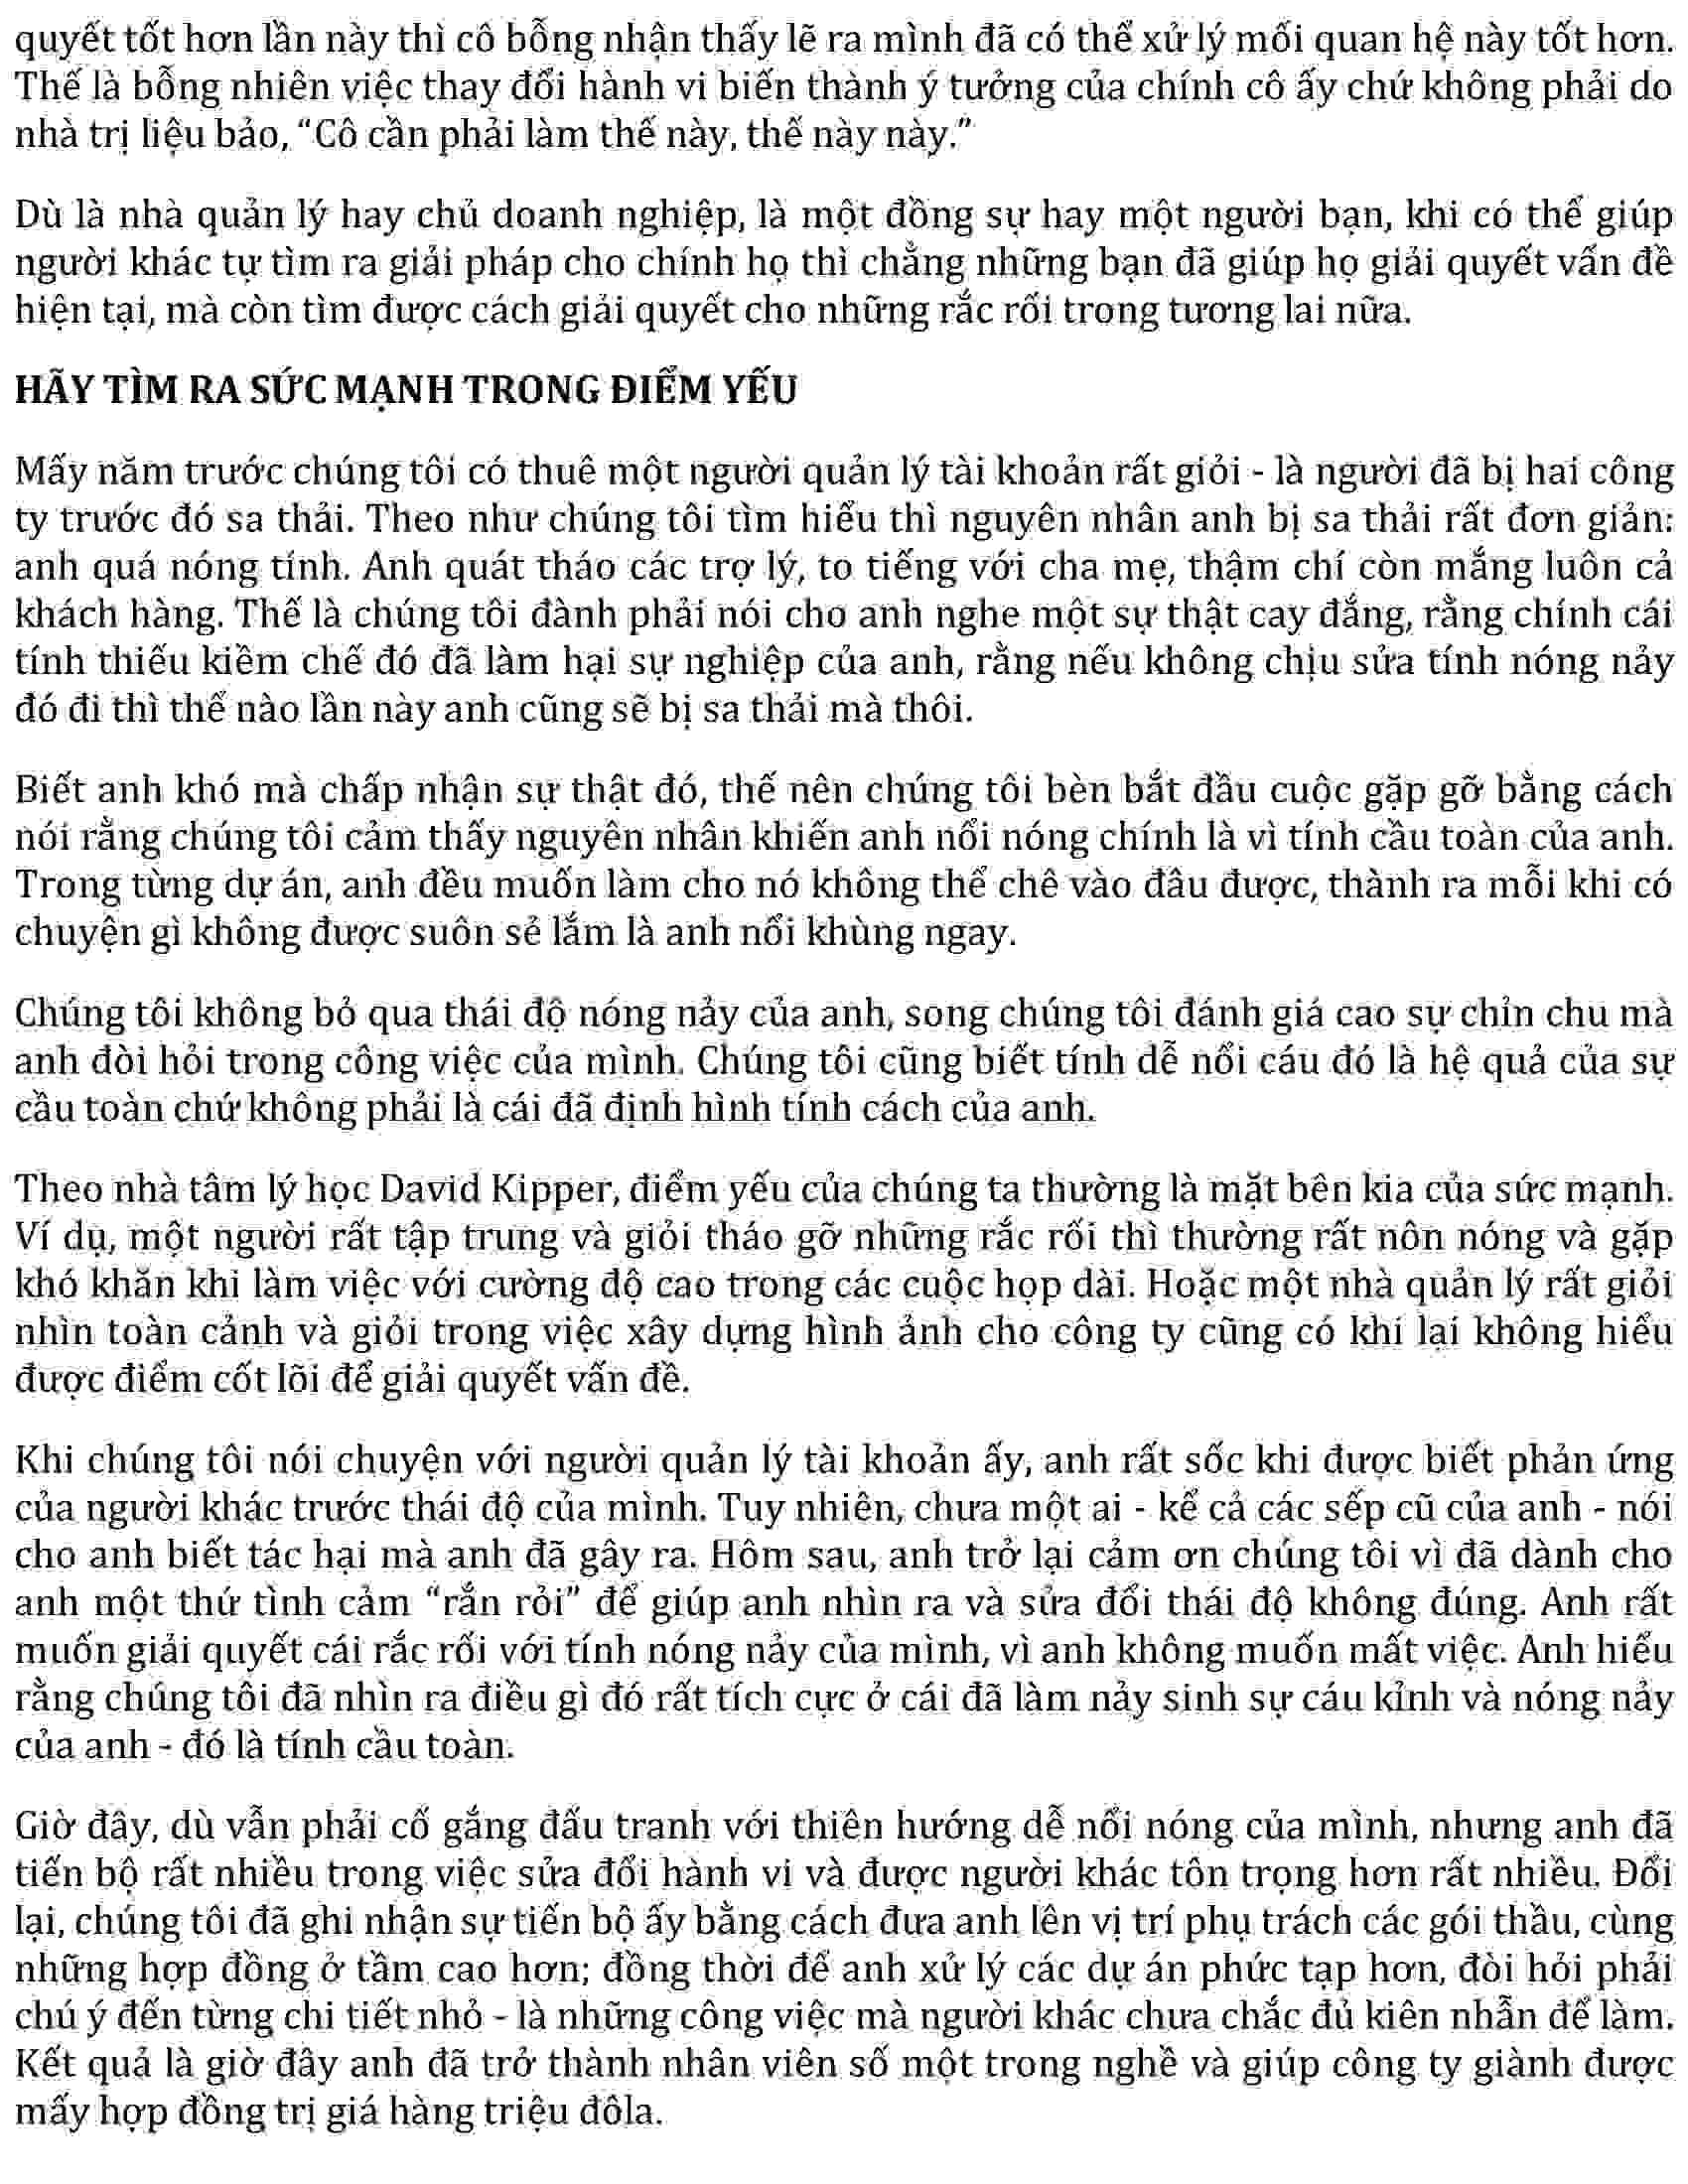 quyết tốt hơn lần này thì cô bỗng nhận thấy lẽ ra mình đã có thể xử lý mối quan hệ này tốt hơn.
Thế là bỗng nhiên việc thay đổi hành vi biến thành ý tưởng của chính cô ấy chứ không phải do
nhà trị liệu bảo, “Cô cần phải làm thế này, thế này này.”
Dù là nhà quản lý hay chủ doanh nghiệp, là một đồng sự hay một người bạn, khi có thể giúp
người khác tự tìm ra giải pháp cho chính họ thì chẳng những bạn đã giúp họ giải quyết vấn đề
hiện tại, mà còn tìm được cách giải quyết cho những rắc rối trong tương lai nữa.
HÃY TÌM RA SỨC MẠNH TRONG ĐIỂM YẾU
Mấy năm trước chúng tôi có thuê một người quản lý tài khoản rất giỏi - là người đã bị hai công
ty trước đó sa thải. Theo như chúng tôi tìm hiểu thì nguyên nhân anh bị sa thải rất đơn giản:
anh quá nóng tính. Anh quát tháo các trợ lý, to tiếng với cha mẹ, thậm chí còn mắng luôn cả
khách hàng. Thế là chúng tôi đành phải nói cho anh nghe một sự thật cay đắng, rằng chính cái
tính thiếu kiềm chế đó đã làm hại sự nghiệp của anh, rằng nếu không chịu sửa tính nóng nảy
đó đi thì thể nào lần này anh cũng sẽ bị sa thải mà thôi.
Biết anh khó mà chấp nhận sự thật đó, thế nên chúng tôi bèn bắt đầu cuộc gặp gỡ bằng cách
nói rằng chúng tôi cảm thấy nguyên nhân khiến anh nổi nóng chính là vì tính cầu toàn của anh.
Trong từng dự án, anh đều muốn làm cho nó không thể chê vào đâu được, thành ra mỗi khi có
chuyện gì không được suôn sẻ lắm là anh nổi khùng ngay.
Chúng tôi không bỏ qua thái độ nóng nảy của anh, song chúng tôi đánh giá cao sự chỉn chu mà
anh đòi hỏi trong công việc của mình. Chúng tôi cũng biết tính dễ nổi cáu đó là hệ quả của sự
cầu toàn chứ không phải là cái đã định hình tính cách của anh.
Theo nhà tâm lý học David Kipper, điểm yếu của chúng ta thường là mặt bên kia của sức mạnh.
Ví dụ, một người rất tập trung và giỏi tháo gỡ những rắc rối thì thường rất nôn nóng và gặp
khó khăn khi làm việc với cường độ cao trong các cuộc họp dài. Hoặc một nhà quản lý rất giỏi
nhìn toàn cảnh và giỏi trong việc xây dựng hình ảnh cho công ty cũng có khi lại không hiểu
được điểm cốt lõi để giải quyết vấn đề.
Khi chúng tôi nói chuyện với người quản lý tài khoản ấy, anh rất sốc khi được biết phản ứng
của người khác trước thái độ của mình. Tuy nhiên, chưa một ai - kể cả các sếp cũ của anh - nói
cho anh biết tác hại mà anh đã gây ra. Hôm sau, anh trở lại cảm ơn chúng tôi vì đã dành cho
anh một thứ tình cảm “rắn rỏi” để giúp anh nhìn ra và sửa đổi thái độ không đúng. Anh rất
muốn giải quyết cái rắc rối với tính nóng nảy của mình, vì anh không muốn mất việc. Anh hiểu
rằng chúng tôi đã nhìn ra điều gì đó rất tích cực ở cái đã làm nảy sinh sự cáu kỉnh và nóng nảy
của anh - đó là tính cầu toàn.
Giờ đây, dù vẫn phải cố gắng đấu tranh với thiên hướng dễ nổi nóng của mình, nhưng anh đã
tiến bộ rất nhiều trong việc sửa đổi hành vi và được người khác tôn trọng hơn rất nhiều. Đổi
lại, chúng tôi đã ghi nhận sự tiến bộ ấy bằng cách đưa anh lên vị trí phụ trách các gói thầu, cùng
những hợp đồng ở tầm cao hơn; đồng thời để anh xử lý các dự án phức tạp hơn, đòi hỏi phải
chú ý đến từng chi tiết nhỏ - là những công việc mà người khác chưa chắc đủ kiên nhẫn để làm.
Kết quả là giờ đây anh đã trở thành nhân viên số một trong nghề và giúp công ty giành được
mấy hợp đồng trị giá hàng triệu đôla.